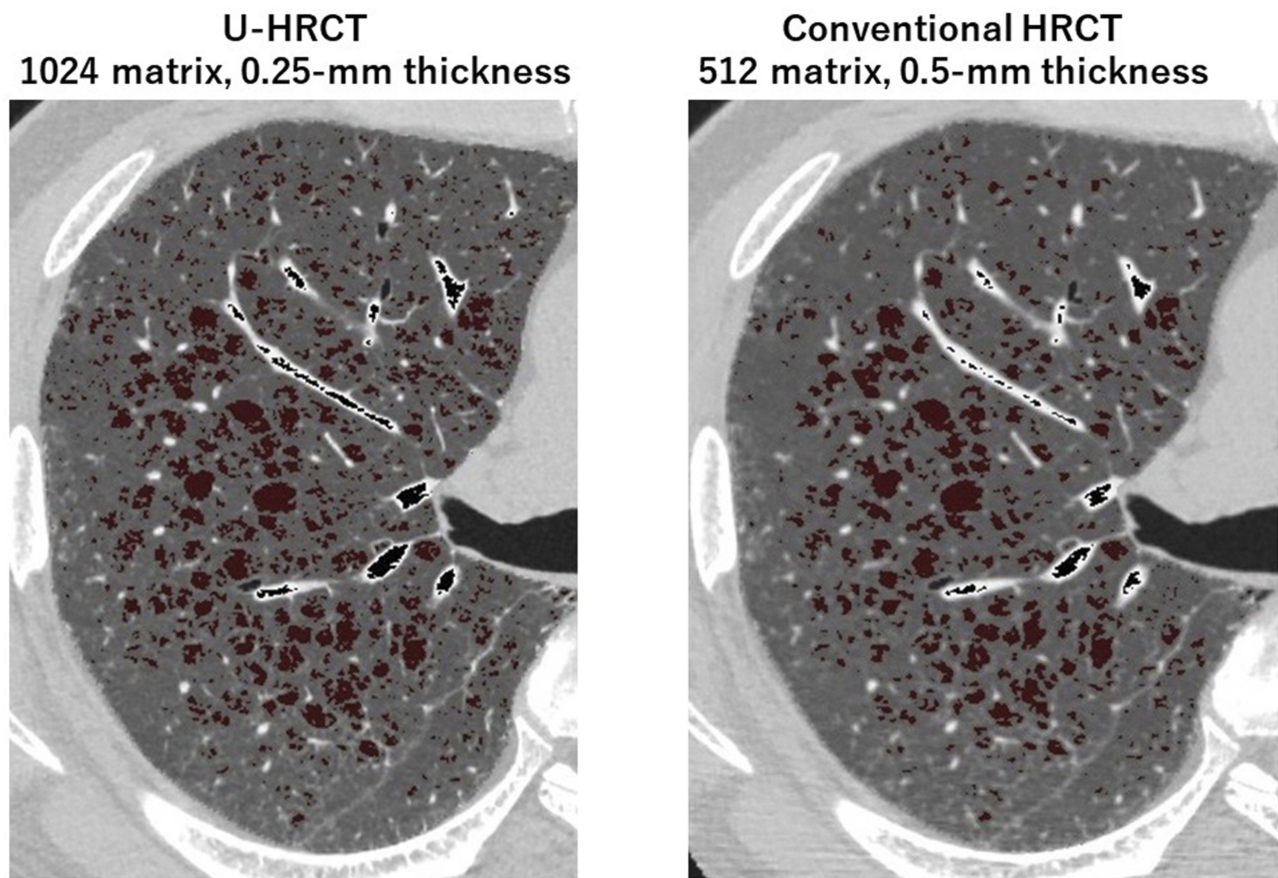 U-HRCT
1024 matrix, 0.25-mm thickness
Conventional HRCT
512 matrix, 0.5-mm thickness